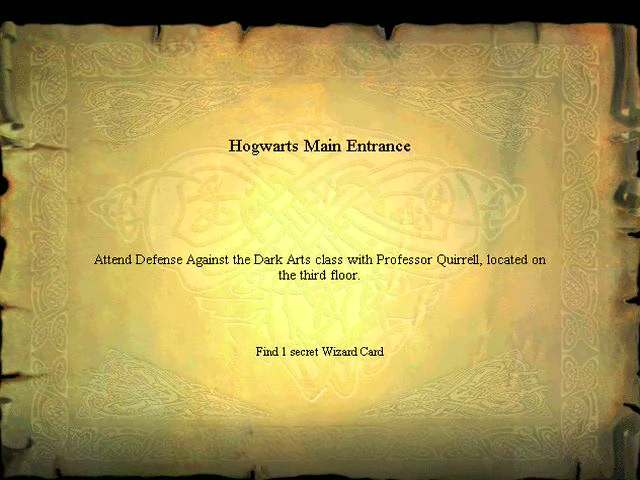 Hogwarts Main Entrance
Attend Defense Against the Dark Arts class with Professor Quirrell, located on
the third floor.
Find 1 secret Wizard Card